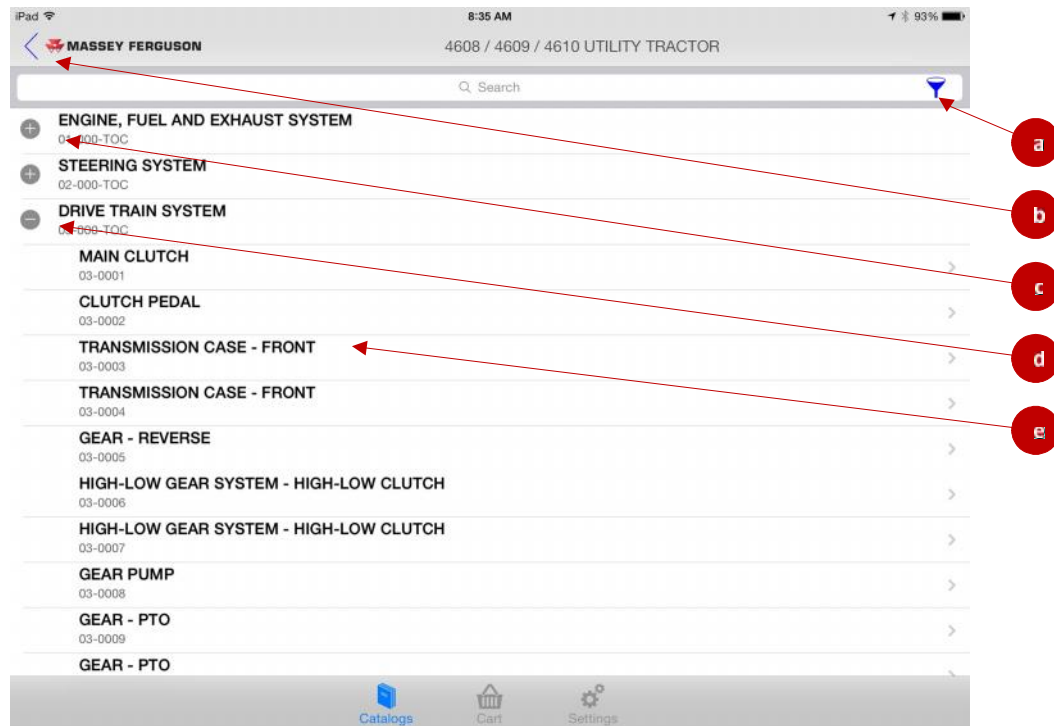 iPad 8:35 AM 93%
MASSEY FERGUSON 4608 / 4609 / 4610 UTILITY TRACTOR
Search
ENGINE, FUEL AND EXHAUST SYSTEM
01-000-TOC
a
STEERING SYSTEM
02-000-TOC
DRIVE TRAIN SYSTEM
03-000-TOC
b
MAIN CLUTCH
03-0001
c
CLUTCH PEDAL
03-0002
TRANSMISSION CASE - FRONT
03-0003
d
TRANSMISSION CASE - FRONT
03-0004
GEAR - REVERSE
03-0005
e
HIGH-LOW GEAR SYSTEM - HIGH-LOW CLUTCH
03-0006
HIGH-LOW GEAR SYSTEM - HIGH-LOW CLUTCH
03-0007
GEAR PUMP
03-0008
GEAR - PTO
03-0009
GEAR - PTO
Catalogs Cart Settings